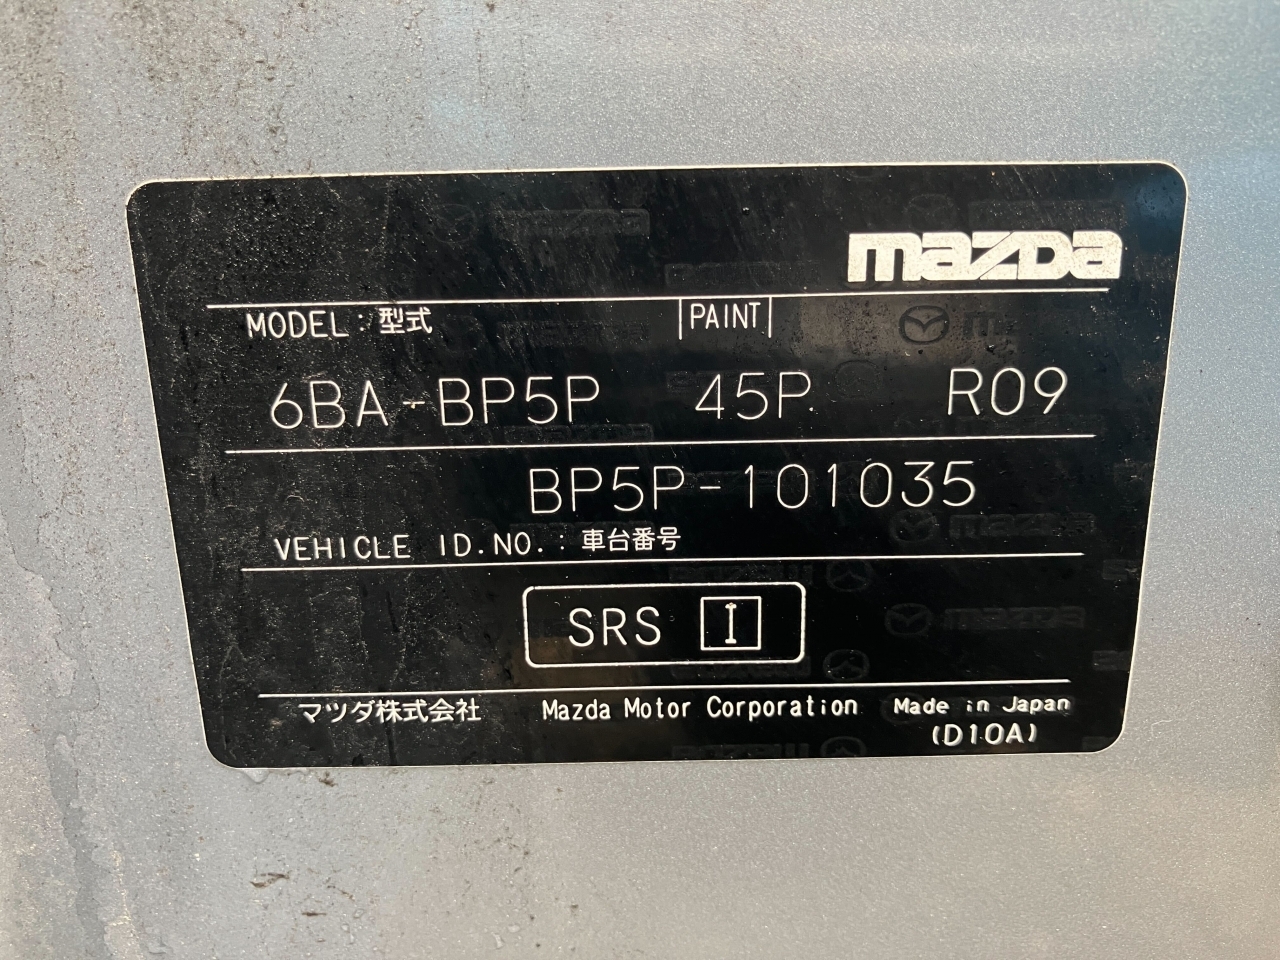 mazda
MODEL : 型式 PAINT
6BA-BP5P 45P R09
BP5P-101035
VEHICLE ID.NO. : 車台番号
SRS I
マツダ株式会社 Mazda Motor Corporation Made in Japan
(D10A)